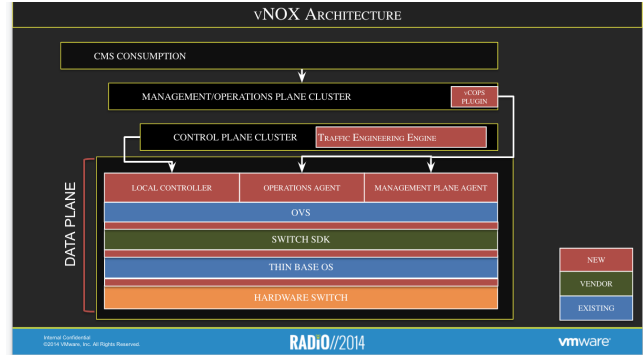 vNOX ARCHITECTURE
CMS CONSUMPTION
MANAGEMENT/OPERATIONS PLANE CLUSTER
vCOPS
PLUGIN
CONTROL PLANE CLUSTER
TRAFFIC ENGINEERING ENGINE
DATA PLANE
LOCAL CONTROLLER
OPERATIONS AGENT
MANAGEMENT PLANE AGENT
OVS
SWITCH SDK
THIN BASE OS
HARDWARE SWITCH
NEW
VENDOR
EXISTING
Internal Confidential
©2014 VMware, Inc. All Rights Reserved.
RADiO//2014
vmware